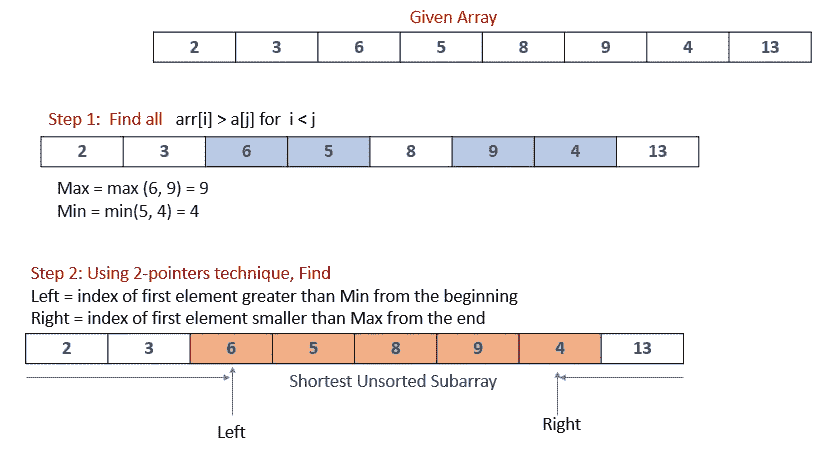 Given Array
2 3 6 5 8 9 4 13
Step 1: Find all arr[i] > a[j] for i < j
2 3 6 5 8 9 4 13
Max = max (6, 9) = 9
Min = min(5, 4) = 4
Step 2: Using 2-pointers technique, Find
Left = index of first element greater than Min from the beginning
Right = index of first element smaller than Max from the end
2 3 6 5 8 9 4 13
Shortest Unsorted Subarray
Left
Right